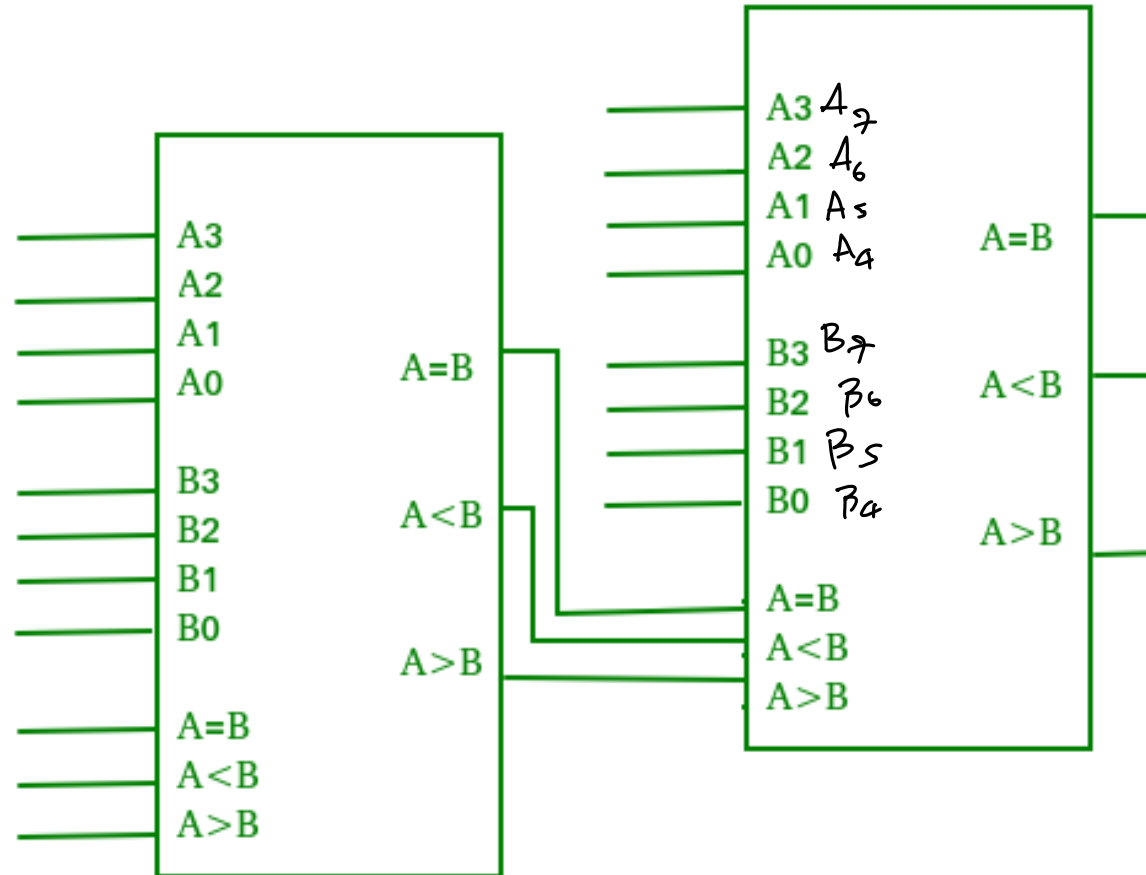 A3
A2
A1
A0
B3
B2
B1
B0
A=B
A<B
A>B
A=B
A<B
A>B
A3 A7
A2 A6
A1 A5
A0 A4
B3 B7
B2 B6
B1 B5
B0 B4
A=B
A<B
A>B
A=B
A<B
A>B